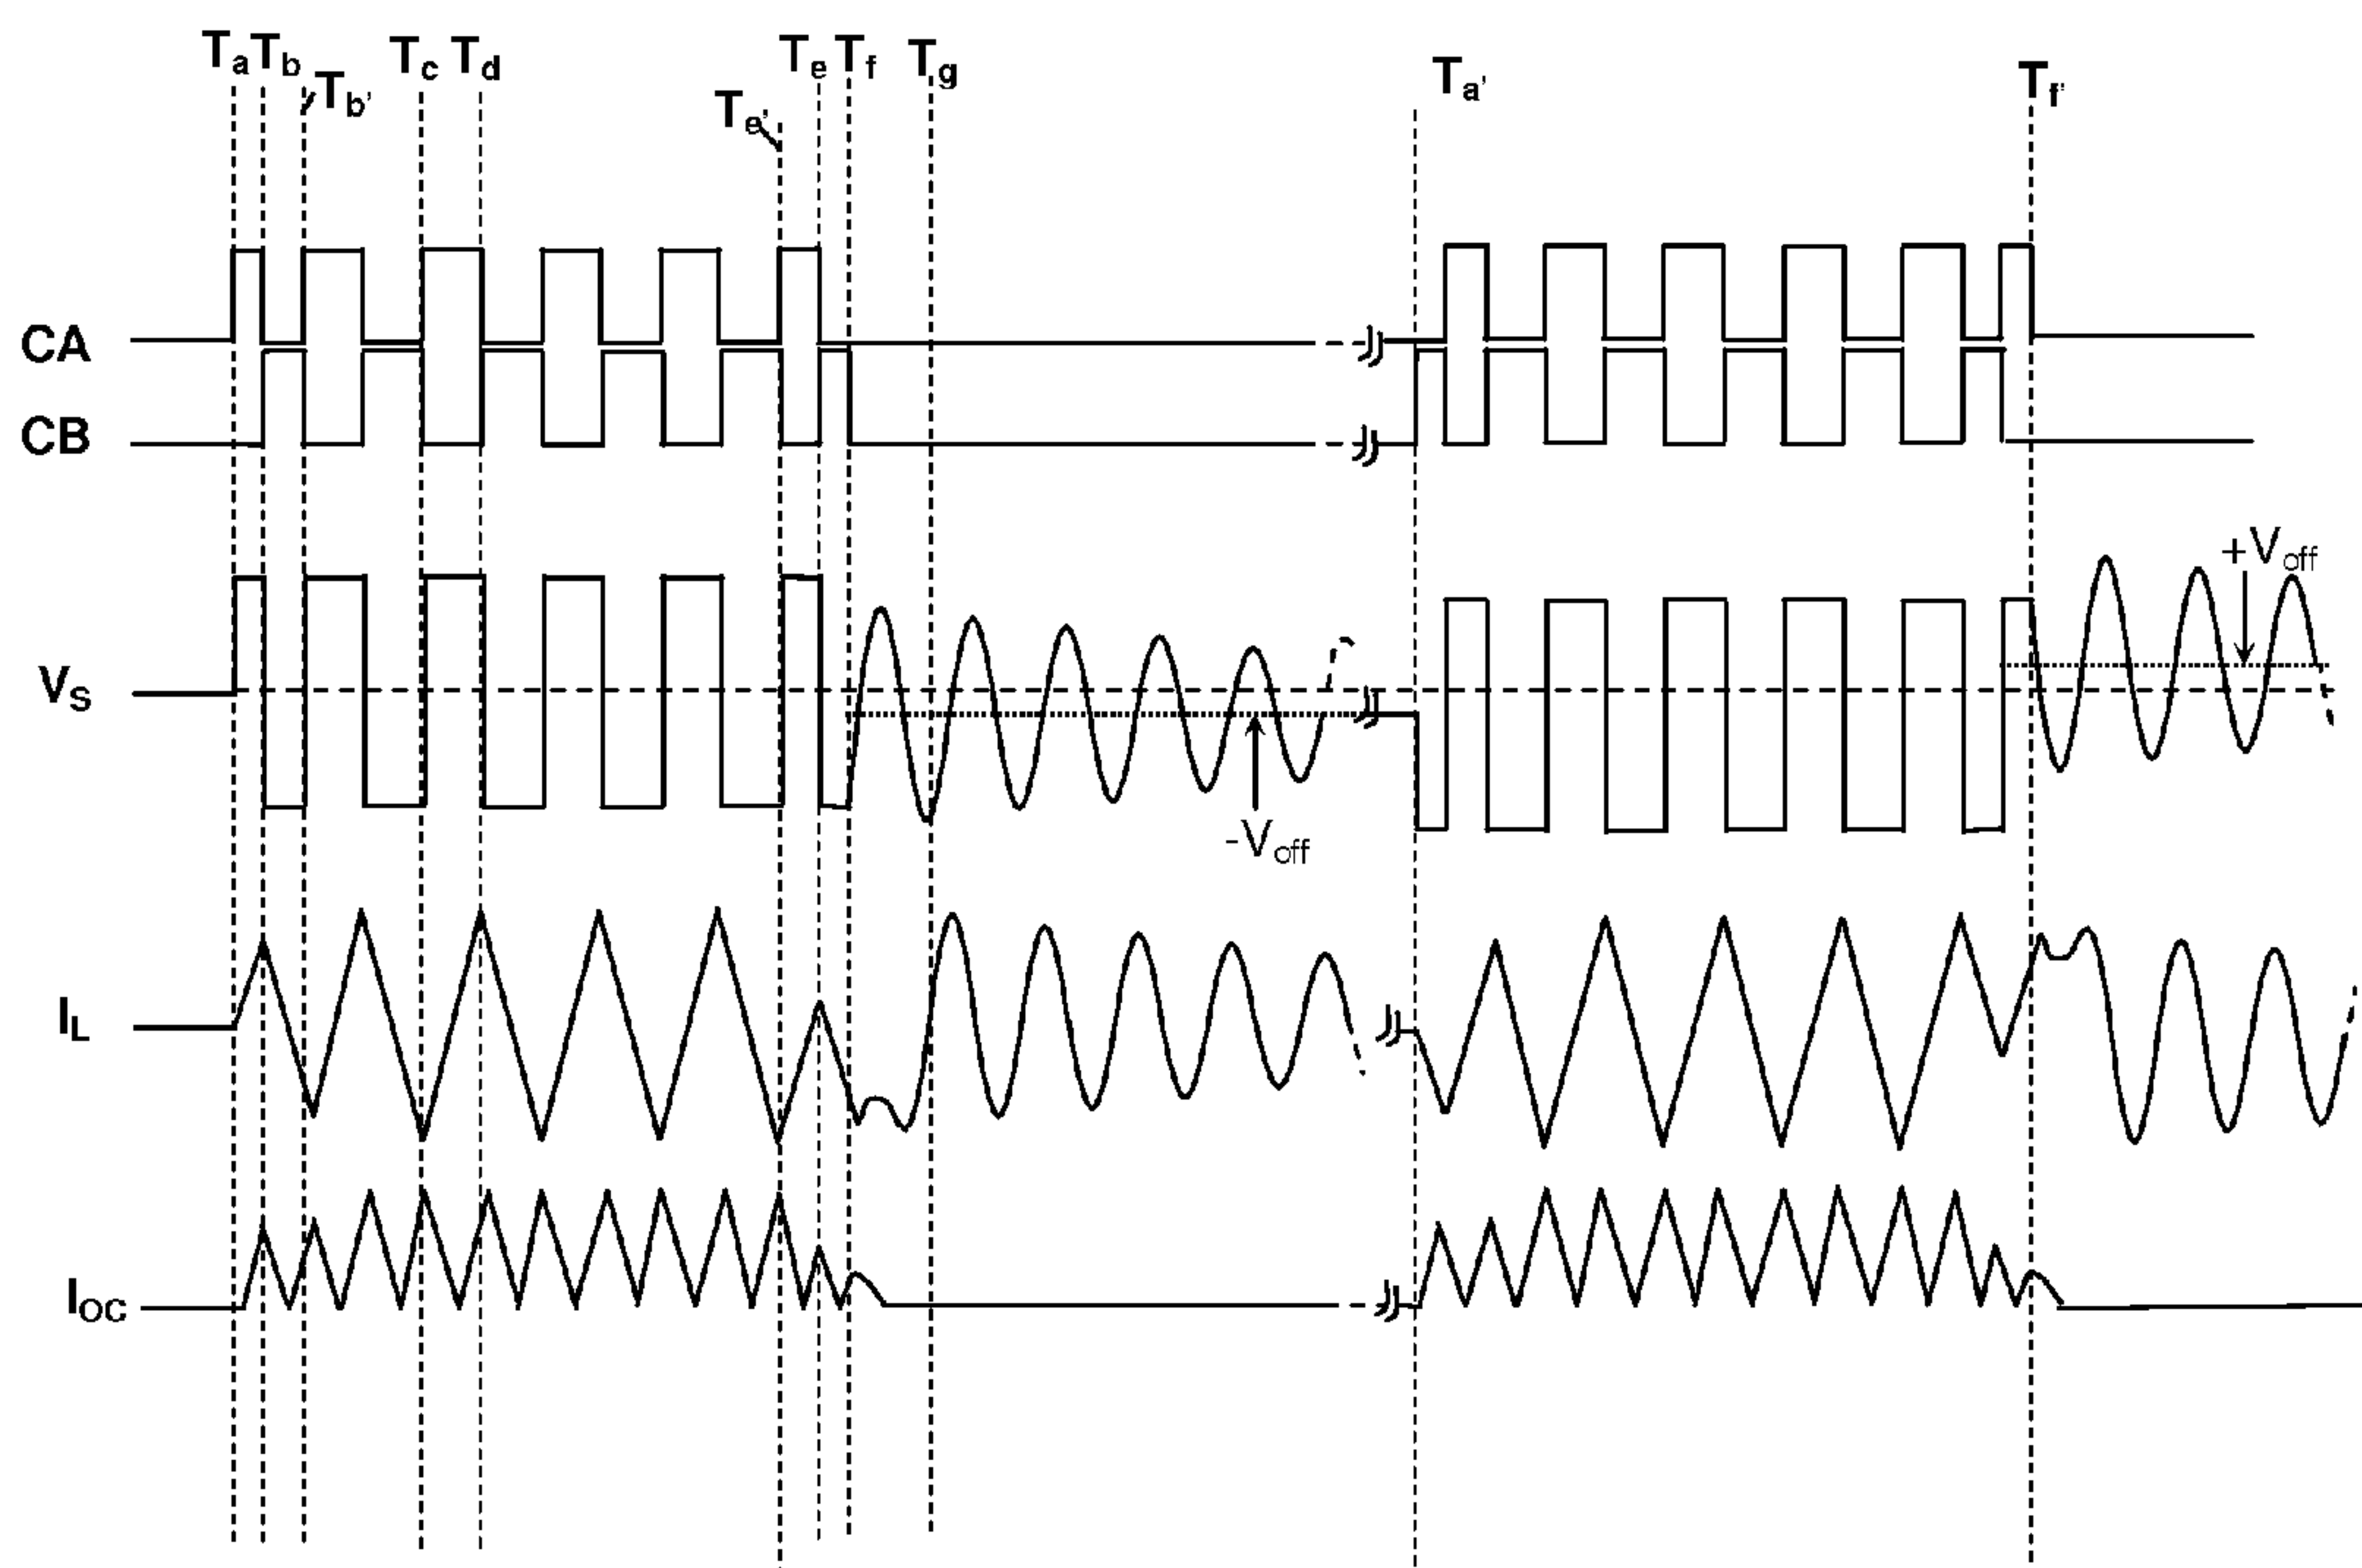 Ta Tb Tb' Tc Td Te' Te Tf Tg Ta' Tf'
CA
CB
+Voff
VS
-Voff
IL
IOC